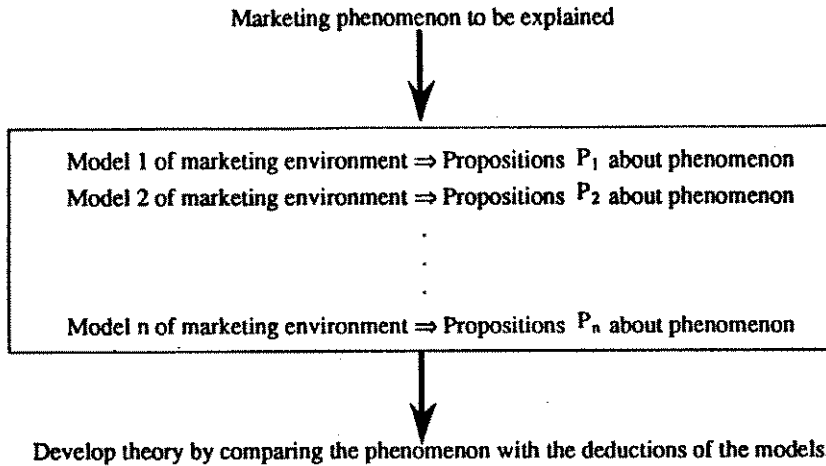 Marketing phenomenon to be explained
Model 1 of marketing environment ⇒ Propositions P₁ about phenomenon
Model 2 of marketing environment ⇒ Propositions P₂ about phenomenon
.
.
.
Model n of marketing environment ⇒ Propositions Pₙ about phenomenon
Develop theory by comparing the phenomenon with the deductions of the models